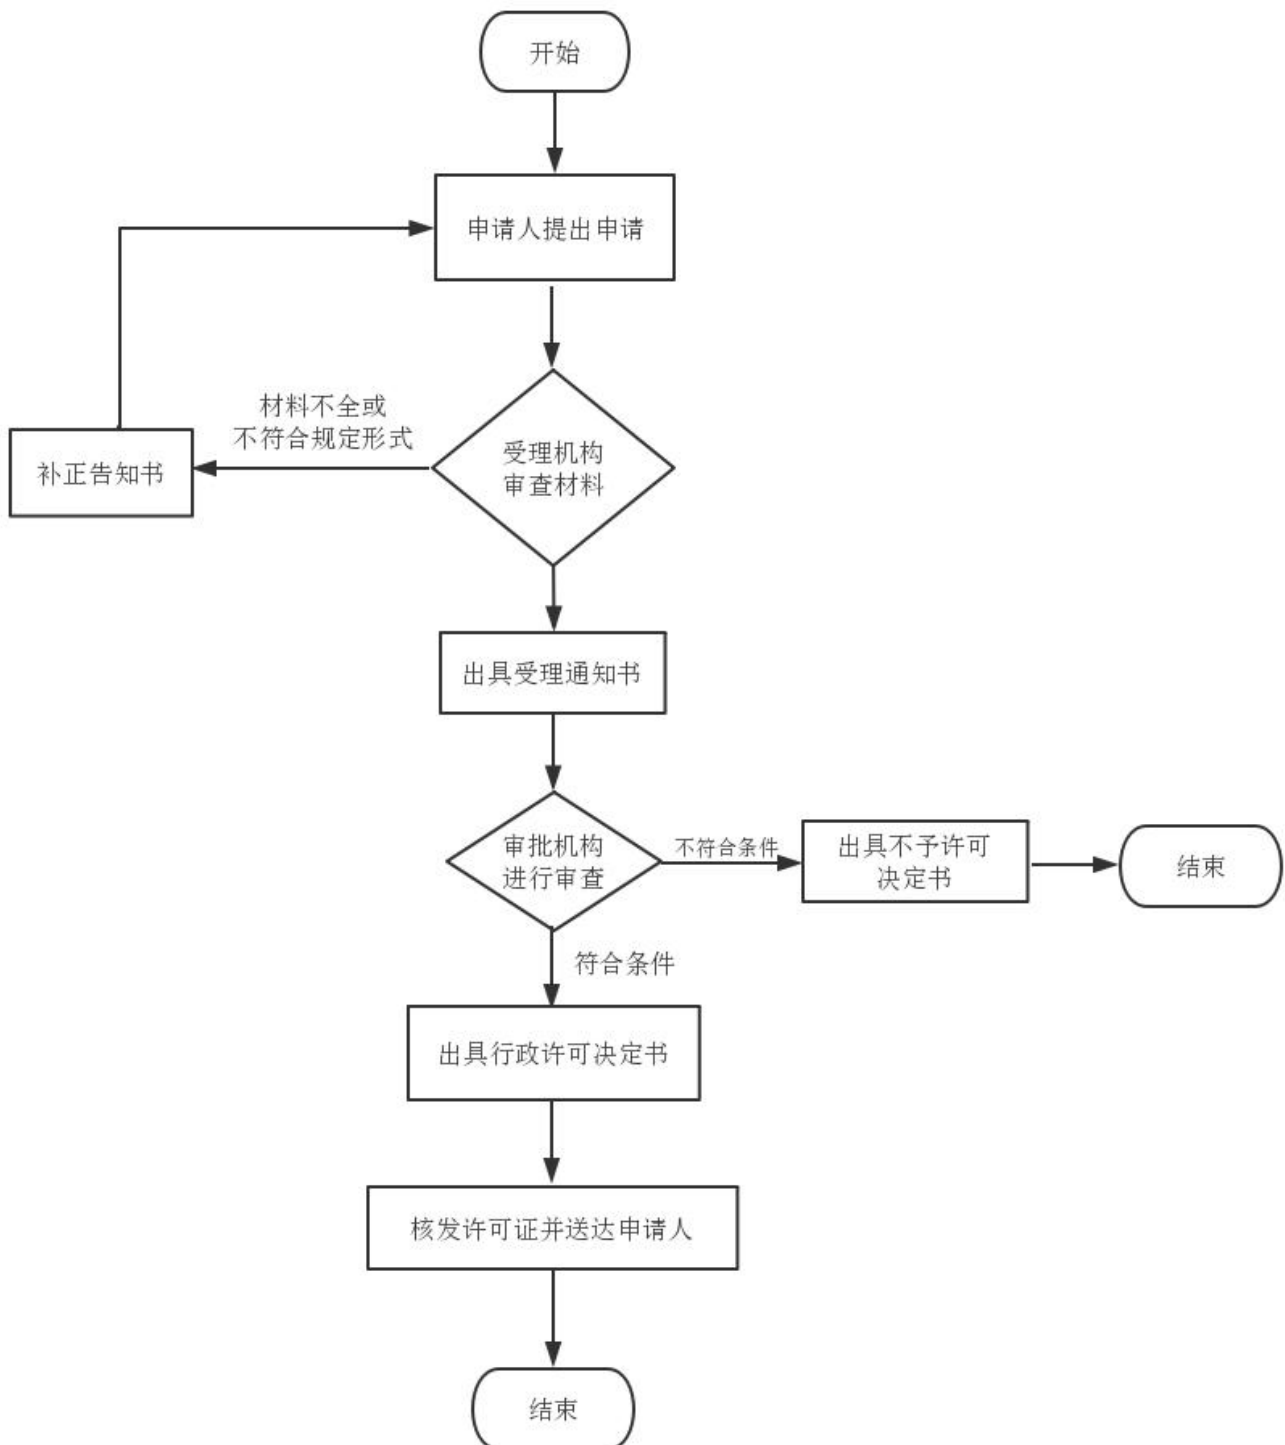 开始
申请人提出申请
材料不全或
不符合规定形式
补正告知书
受理机构
审查材料
出具受理通知书
审批机构
进行审查
不符合条件
出具不予许可
决定书
结束
符合条件
出具行政许可决定书
核发许可证并送达申请人
结束